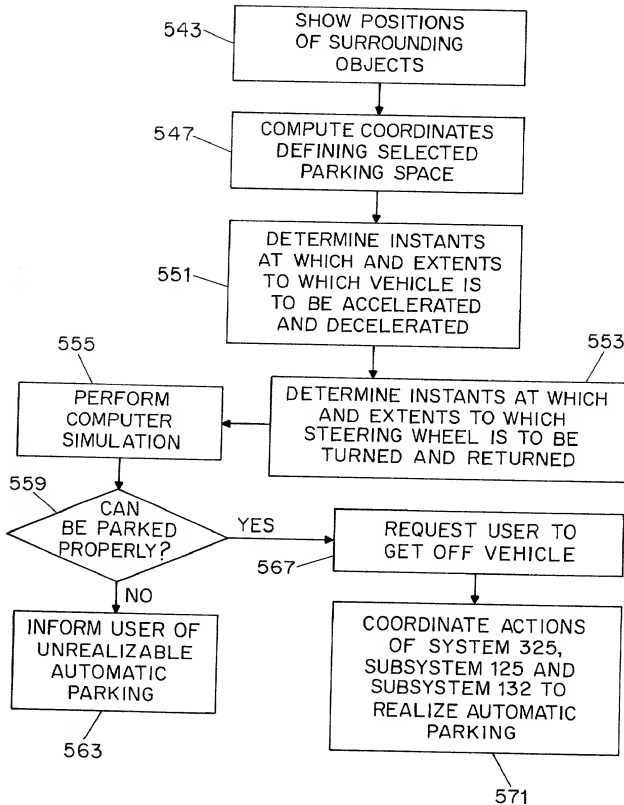 543
SHOW POSITIONS
OF SURROUNDING
OBJECTS
547
COMPUTE COORDINATES
DEFINING SELECTED
PARKING SPACE
551
DETERMINE INSTANTS
AT WHICH AND EXTENTS
TO WHICH VEHICLE IS
TO BE ACCELERATED
AND DECELERATED
553
DETERMINE INSTANTS AT WHICH
AND EXTENTS TO WHICH
STEERING WHEEL IS TO BE
TURNED AND RETURNED
555
PERFORM
COMPUTER
SIMULATION
559
CAN
BE PARKED
PROPERLY?
YES
NO
567
REQUEST USER TO
GET OFF VEHICLE
INFORM USER OF
UNREALIZABLE
AUTOMATIC
PARKING
563
COORDINATE ACTIONS
OF SYSTEM 325,
SUBSYSTEM 125 AND
SUBSYSTEM 132 TO
REALIZE AUTOMATIC
PARKING
571